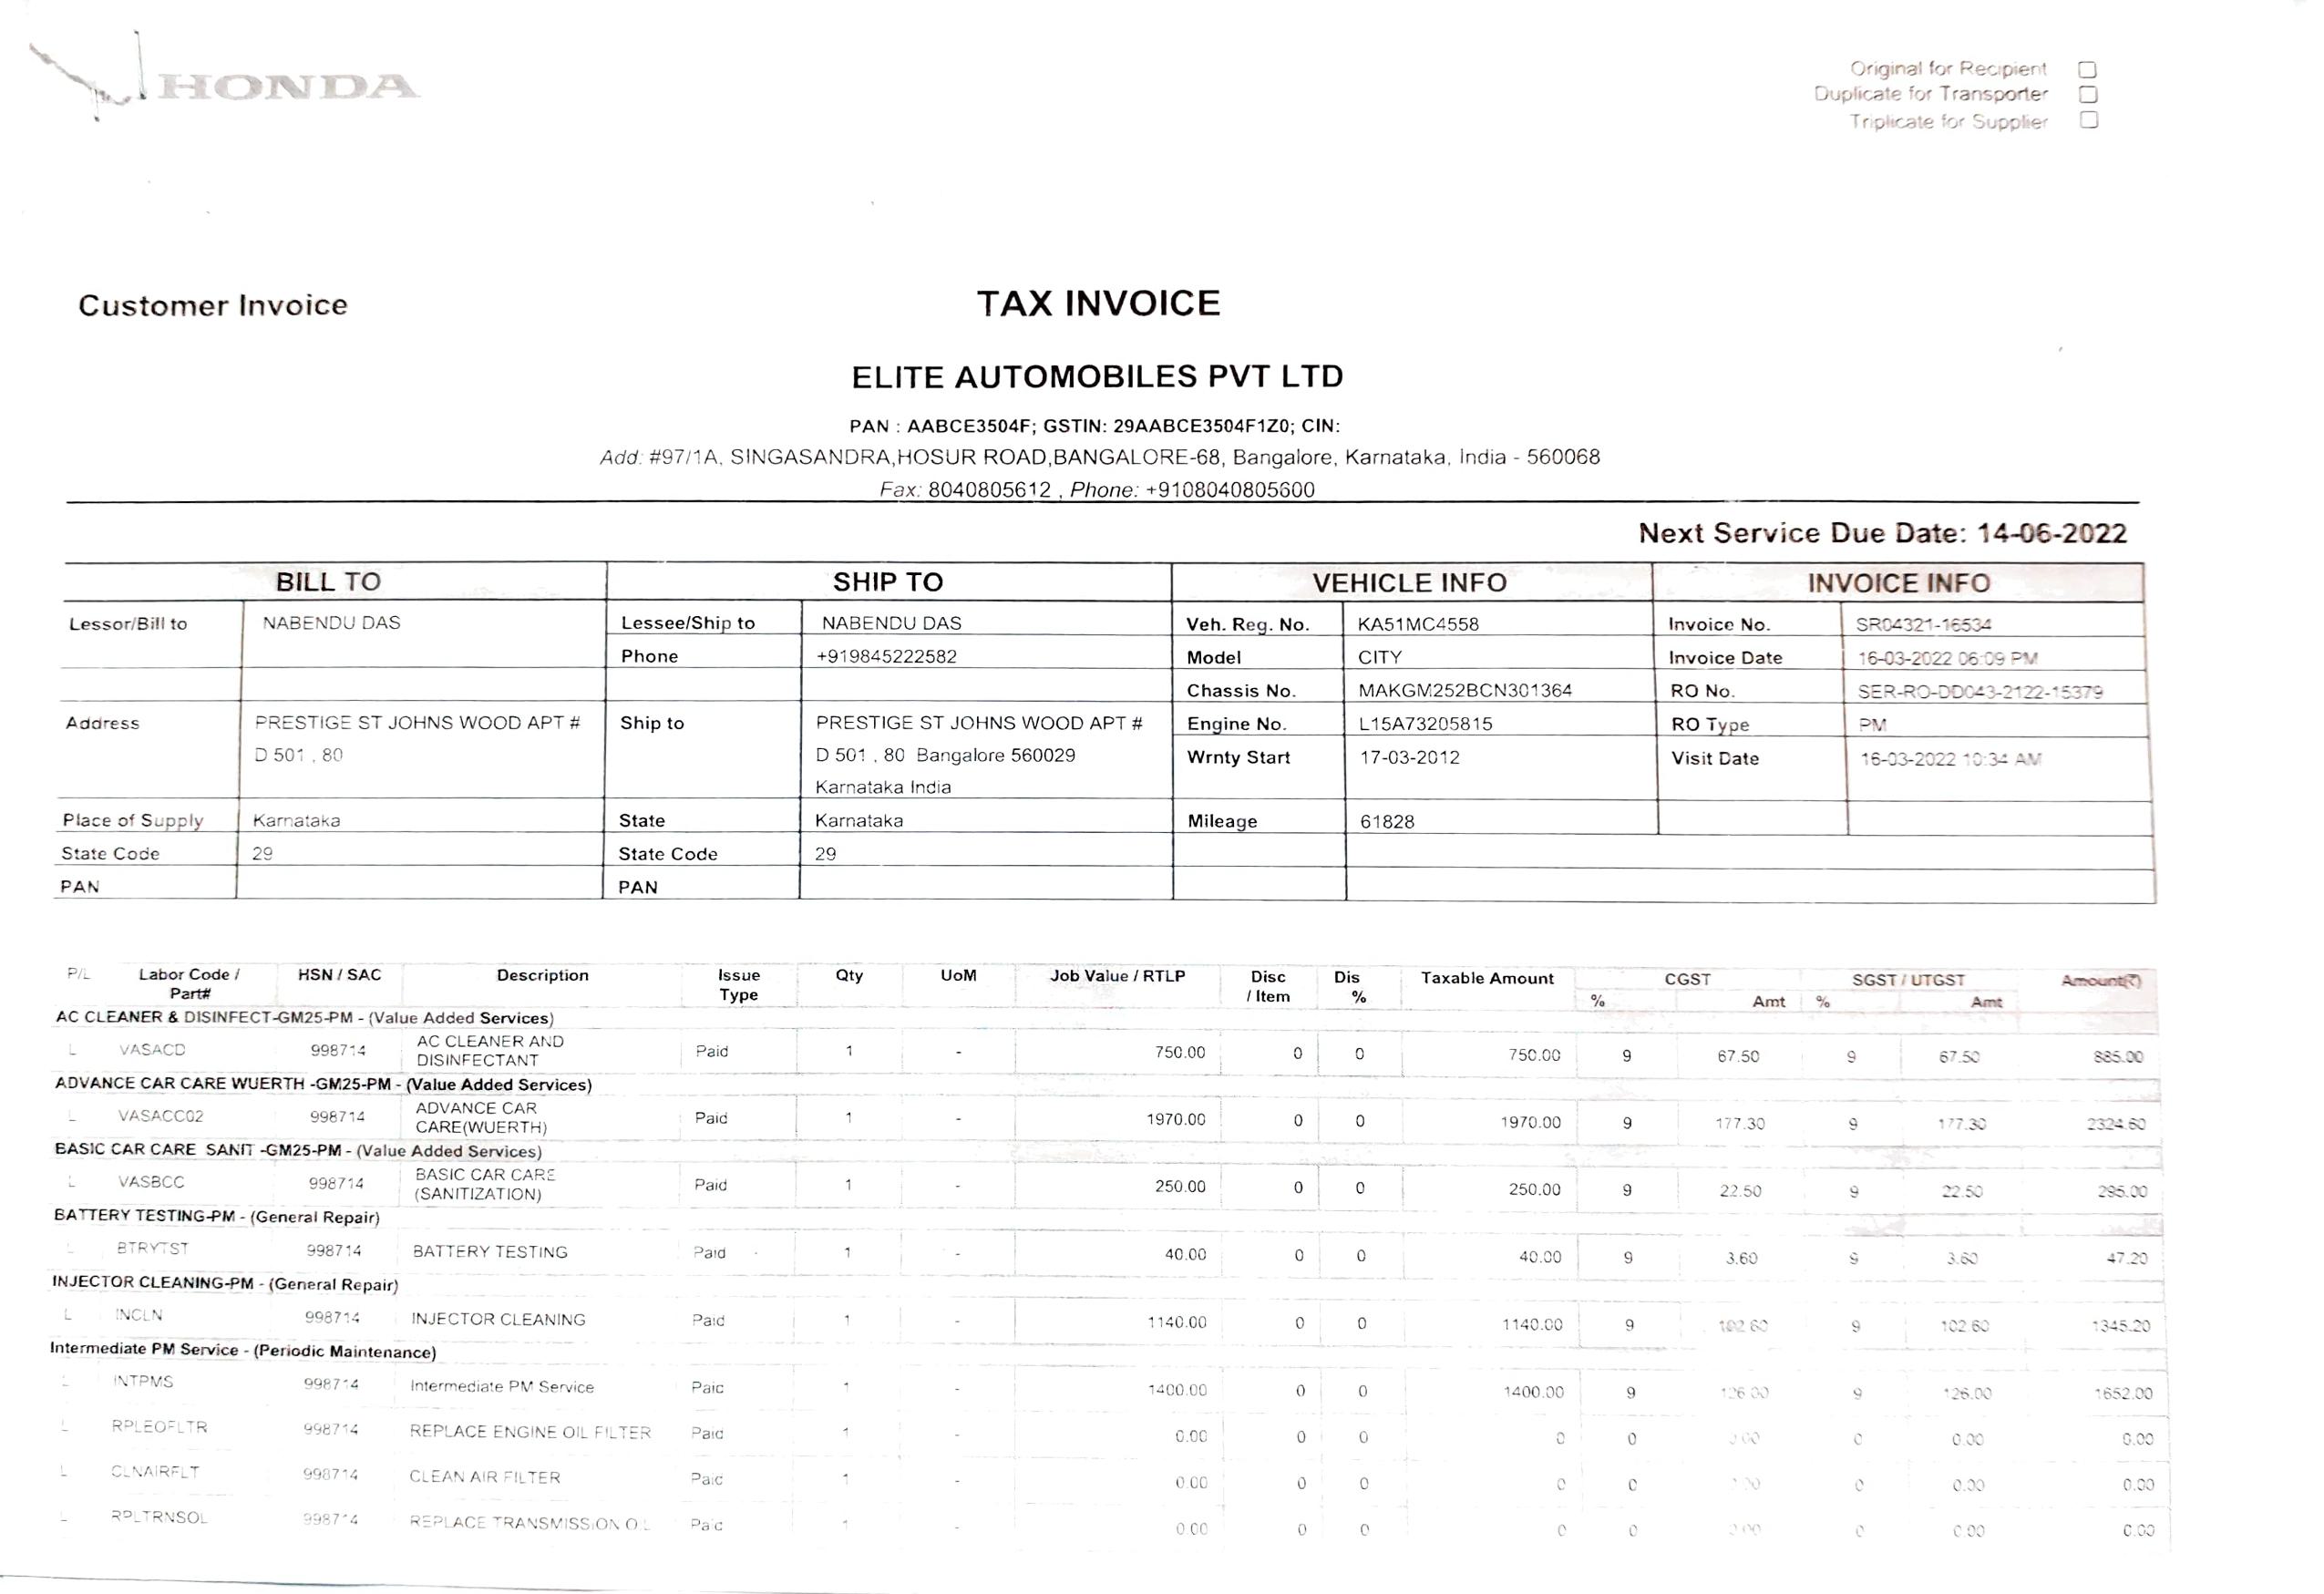 HONDA
Original for Recipient
Duplicate for Transporter
Triplicate for Supplier
Customer Invoice
TAX INVOICE
ELITE AUTOMOBILES PVT LTD
PAN : AABCE3504F; GSTIN: 29AABCE3504F1Z0; CIN:
Add: #97/1A, SINGASANDRA,HOSUR ROAD,BANGALORE-68, Bangalore, Karnataka, India - 560068
Fax: 8040805612 , Phone: +9108040805600
Next Service Due Date: 14-06-2022
BILL TO SHIP TO VEHICLE INFO INVOICE INFO
Lessor/Bill to NABENDU DAS Lessee/Ship to NABENDU DAS Veh. Reg. No. KA51MC4558 Invoice No. SR04321-16534
Phone +919845222582 Model CITY Invoice Date 16-03-2022 06:09 PM
Chassis No. MAKGM252BCN301364 RO No. SER-RO-DD043-2122-15379
Address PRESTIGE ST JOHNS WOOD APT # Ship to PRESTIGE ST JOHNS WOOD APT # Engine No. L15A73205815 RO Type PM
D 501 , 80 D 501 , 80 Bangalore 560029 Wrnty Start 17-03-2012 Visit Date 16-03-2022 10:34 AM
Karnataka India
Place of Supply Karnataka State Karnataka Mileage 61828
State Code 29 State Code 29
PAN PAN
P/L Labor Code / HSN / SAC Description Issue Qty UoM Job Value / RTLP Disc Dis Taxable Amount CGST SGST / UTGST Amount(₹)
Part# Type / Item % % Amt % Amt
AC CLEANER & DISINFECT-GM25-PM - (Value Added Services)
L VASACD 998714 AC CLEANER AND DISINFECTANT Paid 1 - 750.00 0 0 750.00 9 67.50 9 67.50 885.00
ADVANCE CAR CARE WUERTH -GM25-PM - (Value Added Services)
L VASACC02 998714 ADVANCE CAR CARE(WUERTH) Paid 1 - 1970.00 0 0 1970.00 9 177.30 9 177.30 2324.60
BASIC CAR CARE SANIT -GM25-PM - (Value Added Services)
L VASBCC 998714 BASIC CAR CARE (SANITIZATION) Paid 1 - 250.00 0 0 250.00 9 22.50 9 22.50 295.00
BATTERY TESTING-PM - (General Repair)
L BTRYTST 998714 BATTERY TESTING Paid 1 - 40.00 0 0 40.00 9 3.60 9 3.60 47.20
INJECTOR CLEANING-PM - (General Repair)
L INCLN 998714 INJECTOR CLEANING Paid 1 - 1140.00 0 0 1140.00 9 102.60 9 102.60 1345.20
Intermediate PM Service - (Periodic Maintenance)
L INTPMS 998714 Intermediate PM Service Paid 1 - 1400.00 0 0 1400.00 9 126.00 9 126.00 1652.00
L RPLEOFLTR 998714 REPLACE ENGINE OIL FILTER Paid 1 - 0.00 0 0 0 0 0.00 0 0.00 0.00
L CLNAIRFLT 998714 CLEAN AIR FILTER Paid 1 - 0.00 0 0 0 0 0.00 0 0.00 0.00
L RPLTRNSOL 998714 REPLACE TRANSMISSION OIL Paid 1 - 0.00 0 0 0 0 0.00 0 0.00 0.00